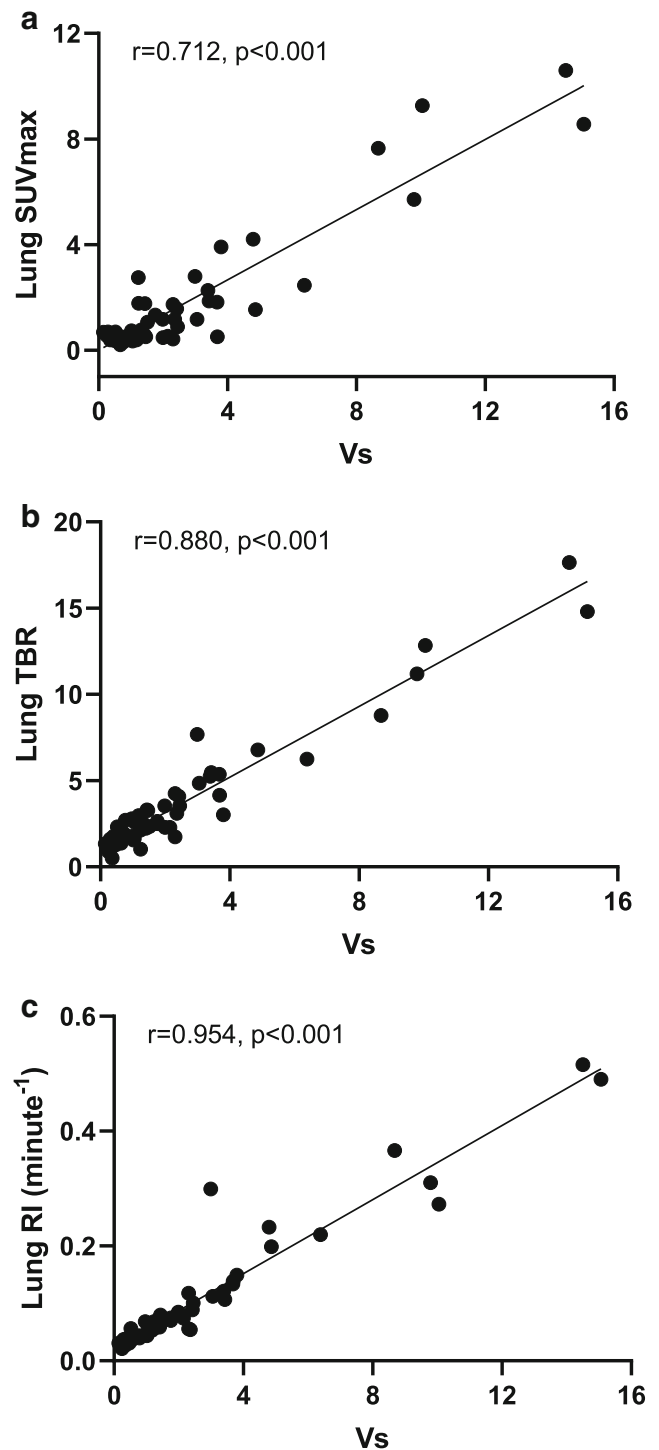 a
r=0.712, p<0.001
12
8
4
0
Lung SUVmax
0 4 8 12 16
Vs
b
r=0.880, p<0.001
20
15
10
5
0
Lung TBR
0 4 8 12 16
Vs
c
r=0.954, p<0.001
0.6
0.4
0.2
0.0
Lung RI (minute⁻¹)
0 4 8 12 16
Vs